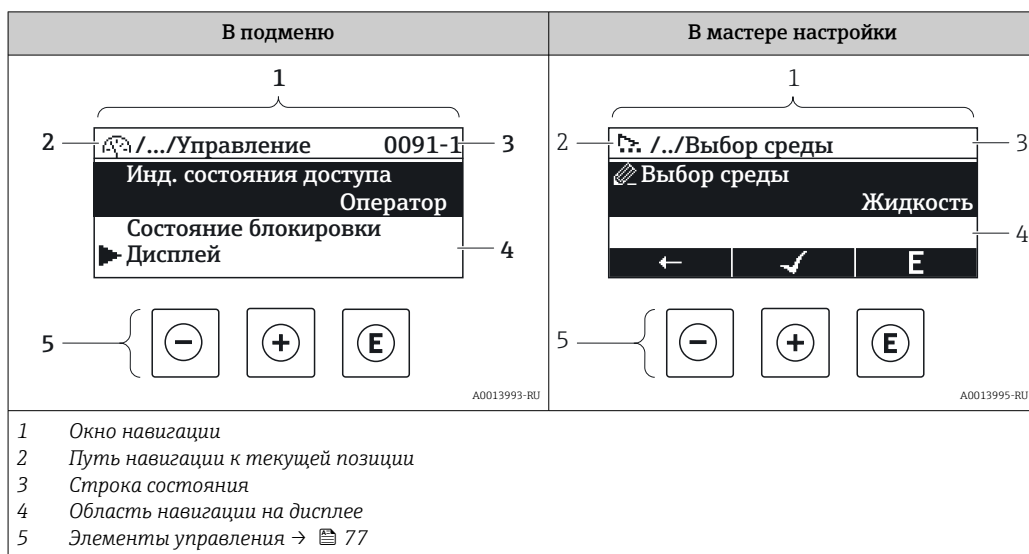 В подменю
В мастере настройки
1
2
/.../Управление 0091-1
3
Инд. состояния доступа
Оператор
Состояние блокировки
Дисплей
4
5
- + E
A0013993-RU
1
2
/../Выбор среды
3
Выбор среды
Жидкость
4
← ✓ E
5
- + E
A0013995-RU
1 Окно навигации
2 Путь навигации к текущей позиции
3 Строка состояния
4 Область навигации на дисплее
5 Элементы управления → 77